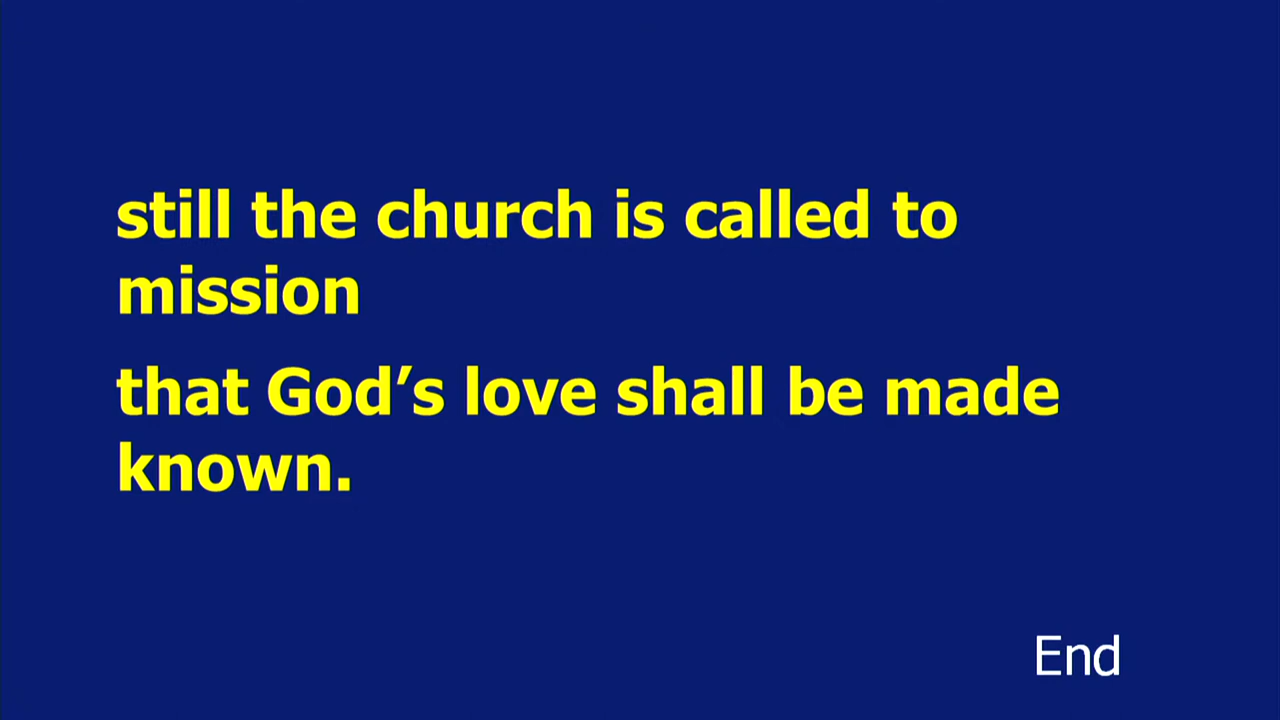 still the church is called to
mission
that God’s love shall be made
known.
End